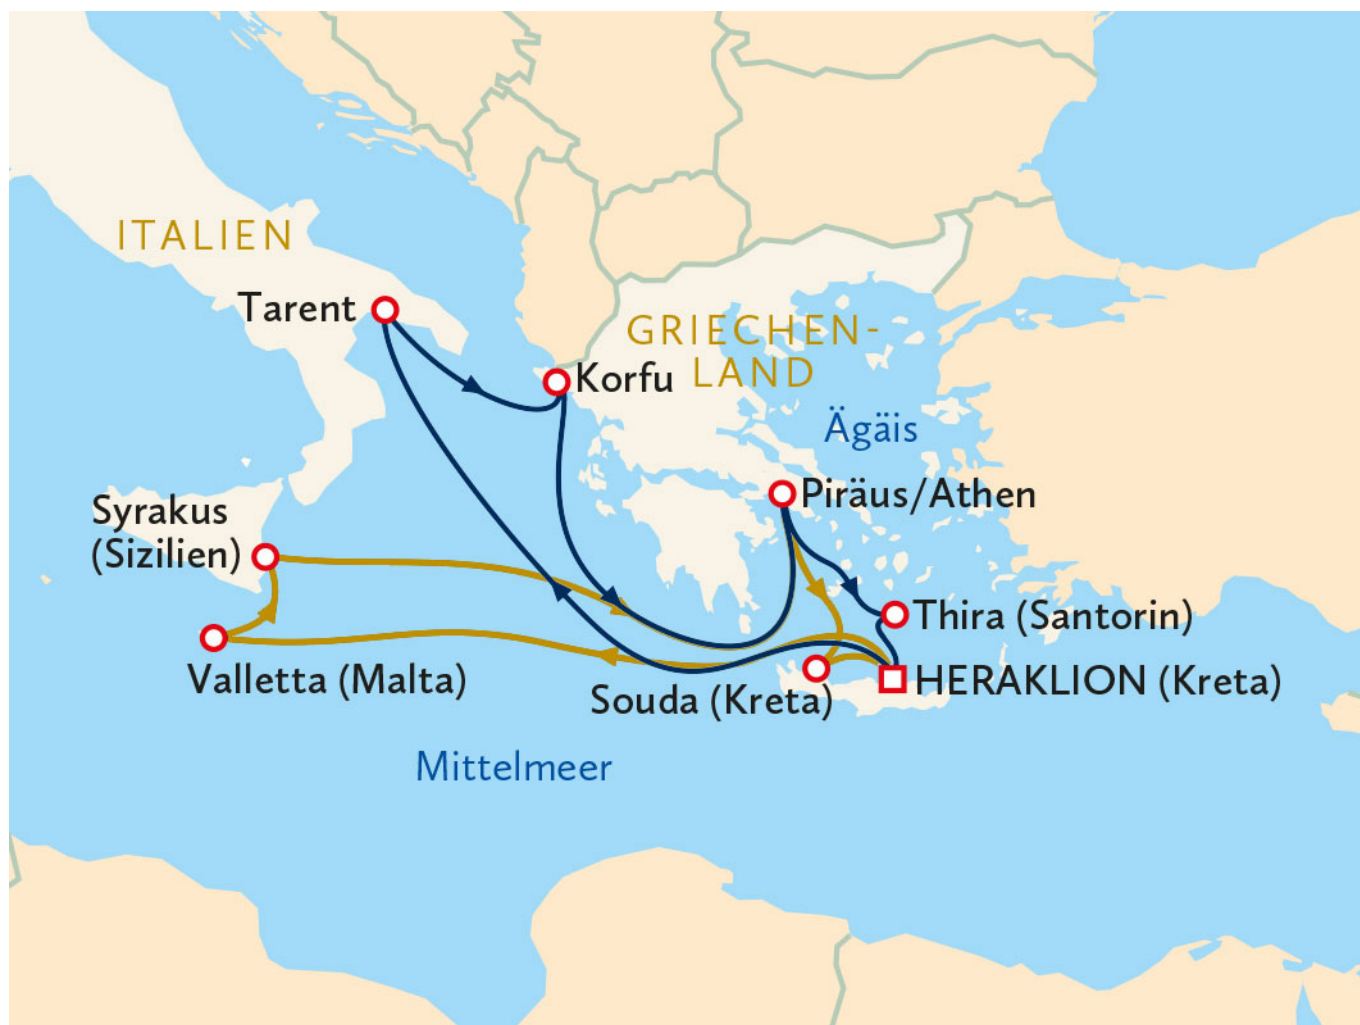 ITALIEN
Tarent
GRIECHEN-
LAND
Korfu
Ägäis
Piräus/Athen
Syrakus
(Sizilien)
Thira (Santorin)
Valletta (Malta)
HERAKLION (Kreta)
Souda (Kreta)
Mittelmeer